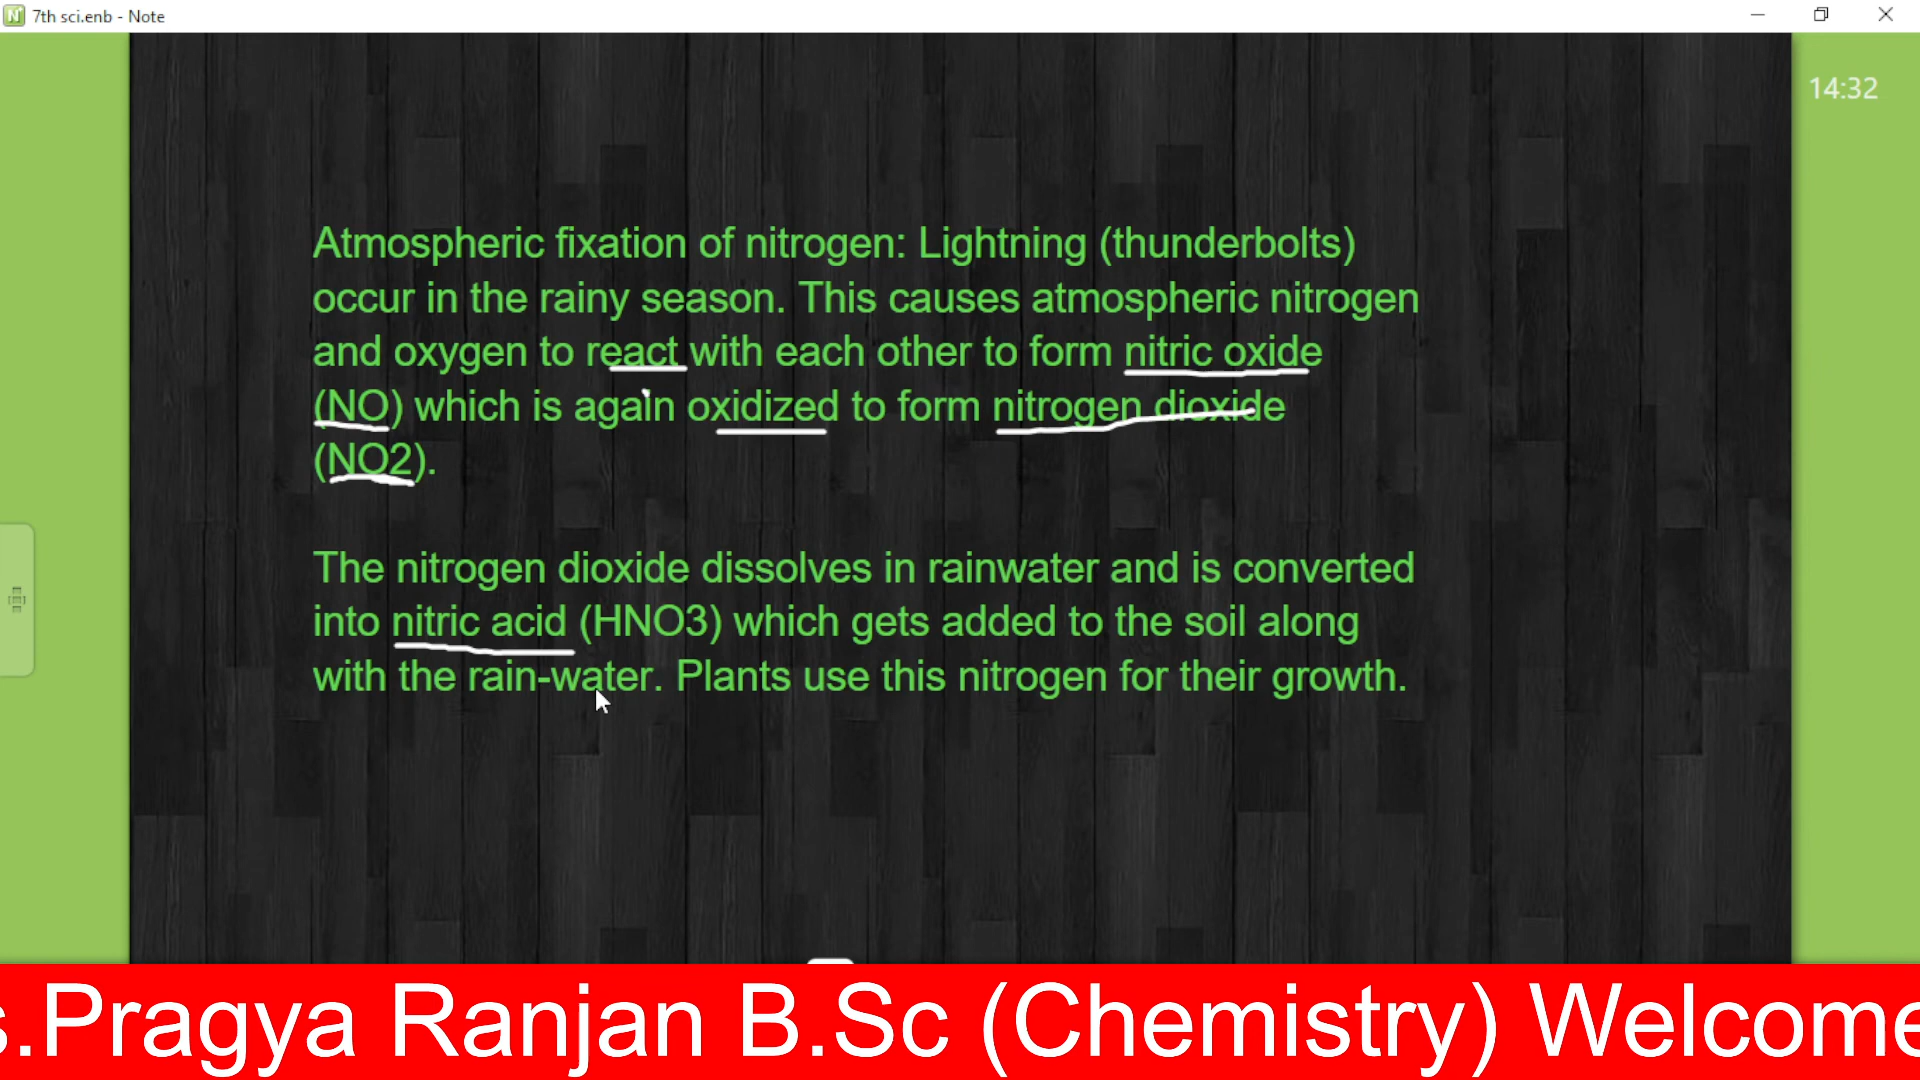 7th sci.enb - Note
14:32
Atmospheric fixation of nitrogen: Lightning (thunderbolts)
occur in the rainy season. This causes atmospheric nitrogen
and oxygen to react with each other to form nitric oxide
(NO) which is again oxidized to form nitrogen dioxide
(NO2).
The nitrogen dioxide dissolves in rainwater and is converted
into nitric acid (HNO3) which gets added to the soil along
with the rain-water. Plants use this nitrogen for their growth.
s.Pragya Ranjan B.Sc (Chemistry) Welcome